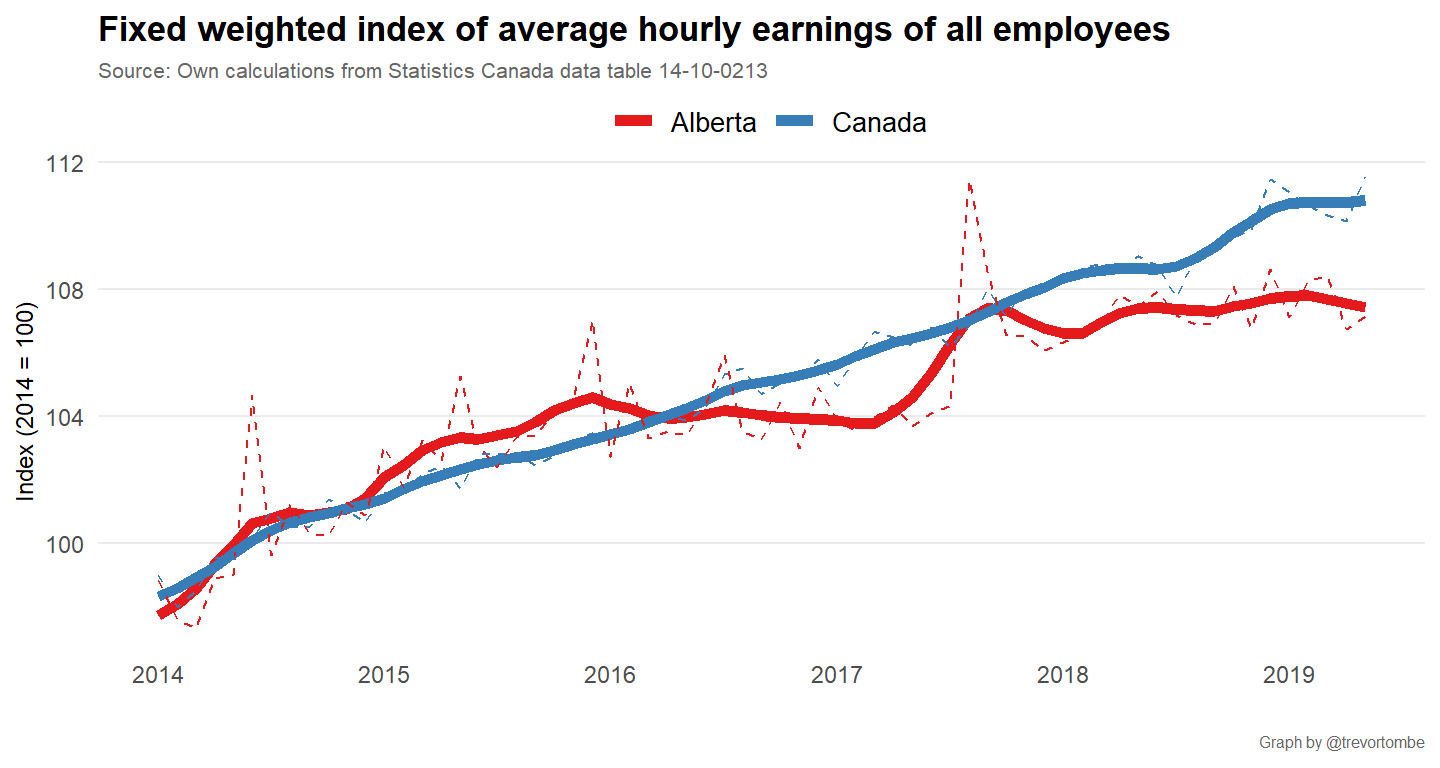 Fixed weighted index of average hourly earnings of all employees
Source: Own calculations from Statistics Canada data table 14-10-0213
Alberta Canada
112
108
104
100
Index (2014 = 100)
2014 2015 2016 2017 2018 2019
Graph by @trevortombe